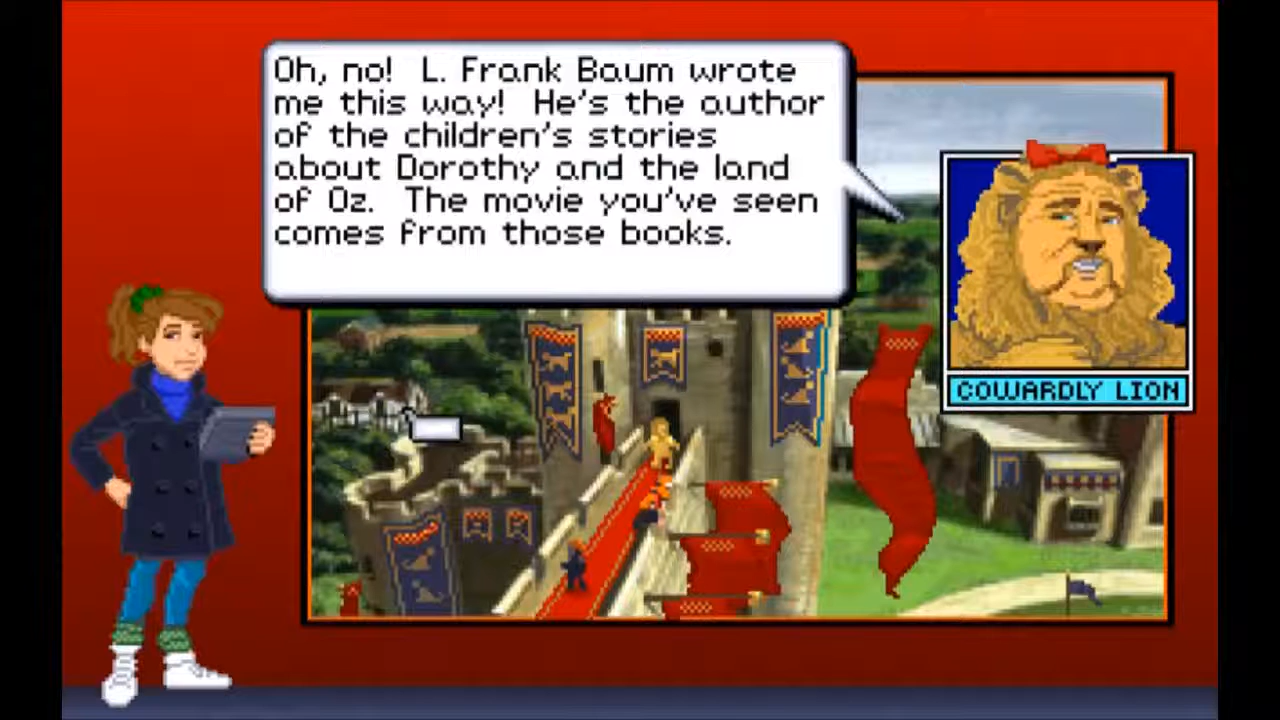 Oh, no! L. Frank Baum wrote
me this way! He's the author
of the children's stories
about Dorothy and the land
of Oz. The movie you've seen
comes from those books.
COWARDLY LION